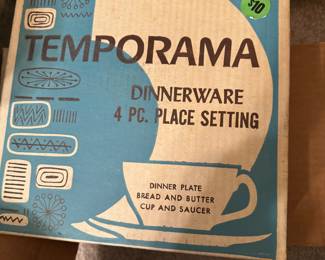 $10
TEMPORAMA
DINNERWARE
4 PC. PLACE SETTING
DINNER PLATE
BREAD AND BUTTER
CUP AND SAUCER